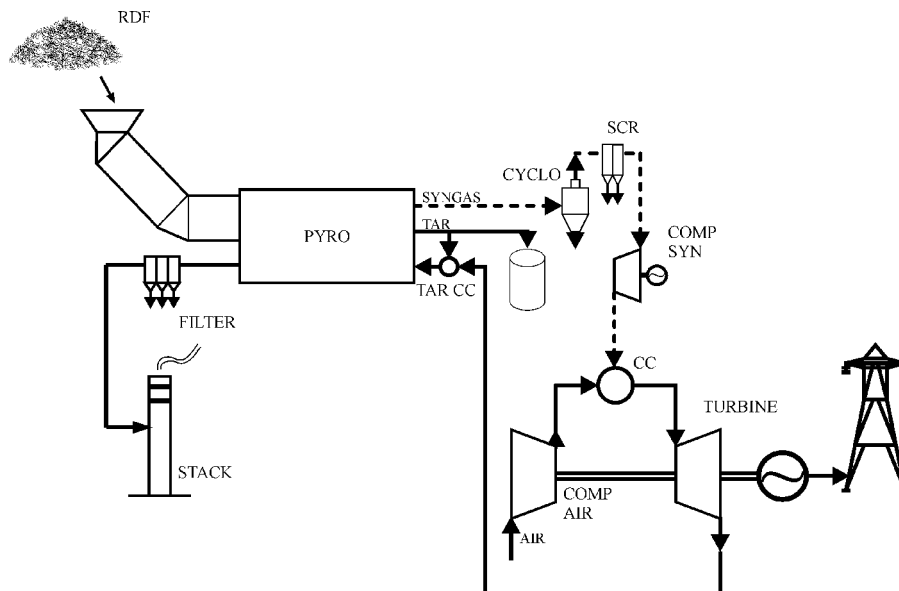 RDF
SCR
CYCLO
SYNGAS
TAR
PYRO
COMP
SYN
TAR CC
FILTER
CC
TURBINE
STACK
COMP
AIR
AIR